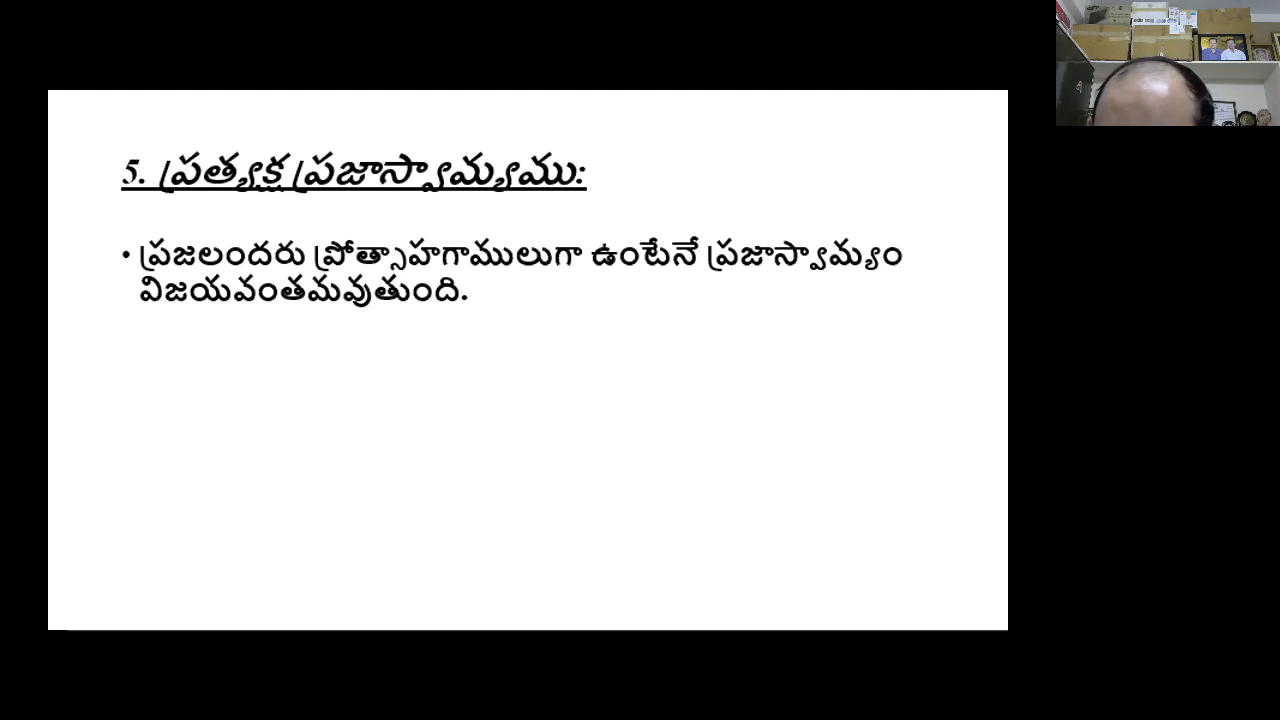 5. ప్రత్యక్ష ప్రజాస్వామ్యము:
• ప్రజలందరు ప్రోత్సాహగాములుగా ఉంటేనే ప్రజాస్వామ్యం
విజయవంతమవుతుంది.